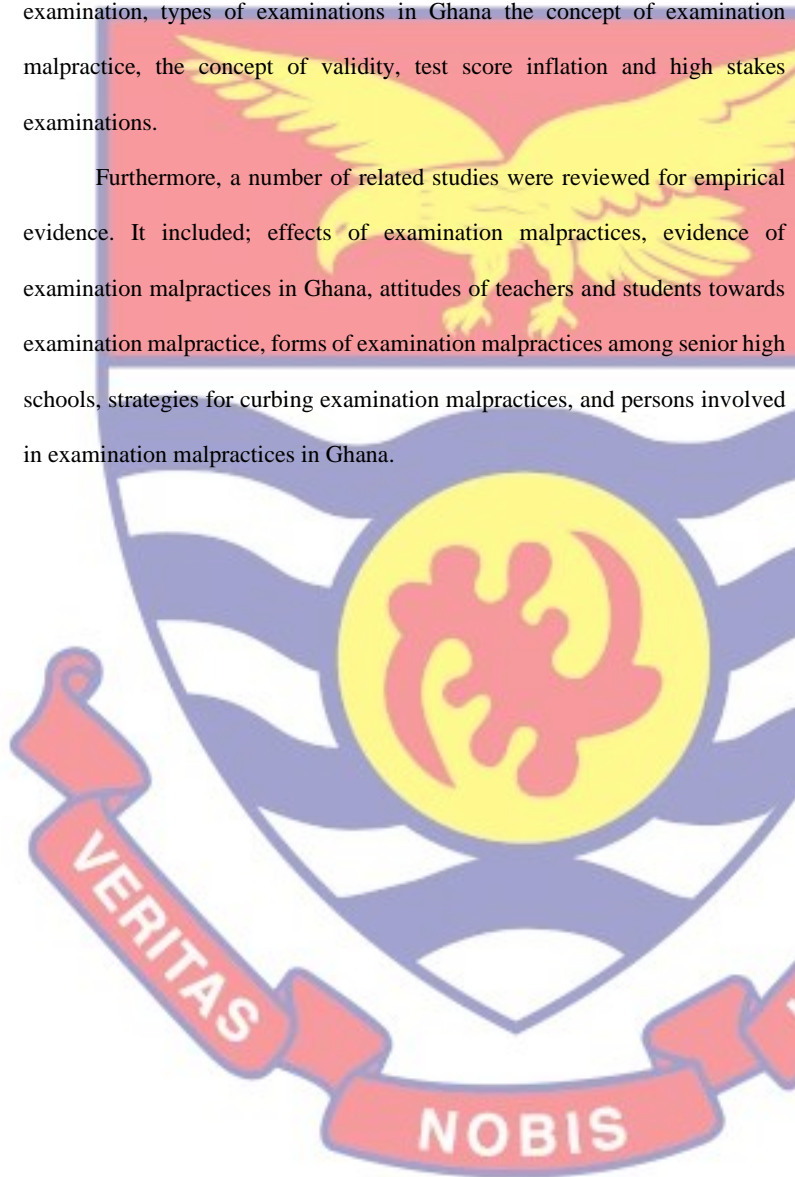 examination, types of examinations in Ghana the concept of examination
malpractice, the concept of validity, test score inflation and high stakes
examinations.
Furthermore, a number of related studies were reviewed for empirical
evidence. It included; effects of examination malpractices, evidence of
examination malpractices in Ghana, attitudes of teachers and students towards
examination malpractice, forms of examination malpractices among senior high
schools, strategies for curbing examination malpractices, and persons involved
in examination malpractices in Ghana.
VERITAS
NOBIS